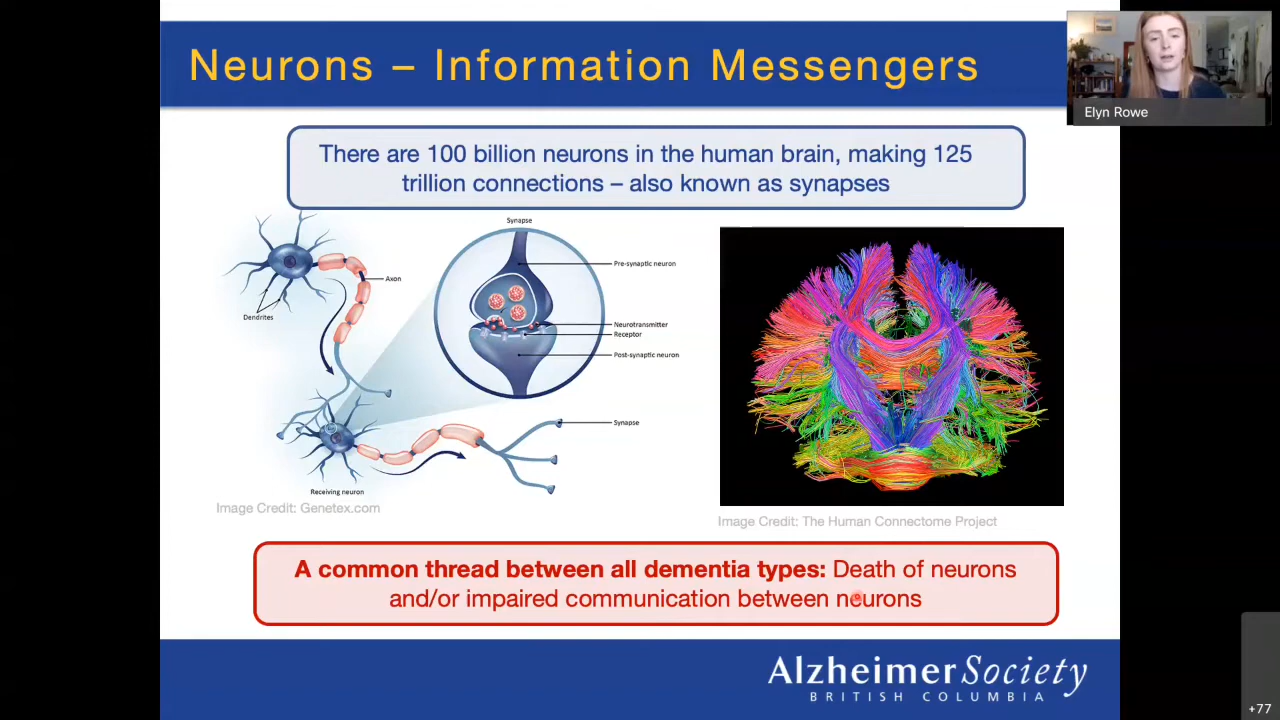 Neurons – Information Messengers
Elyn Rowe
There are 100 billion neurons in the human brain, making 125
trillion connections – also known as synapses
Synapse
Pre-synaptic neuron
Axon
Dendrites
Neurotransmitter
Receptor
Post-synaptic neuron
Synapse
Receiving neuron
Image Credit: Genetex.com
Image Credit: The Human Connectome Project
A common thread between all dementia types: Death of neurons
and/or impaired communication between neurons
Alzheimer Society
BRITISH COLUMBIA
+77